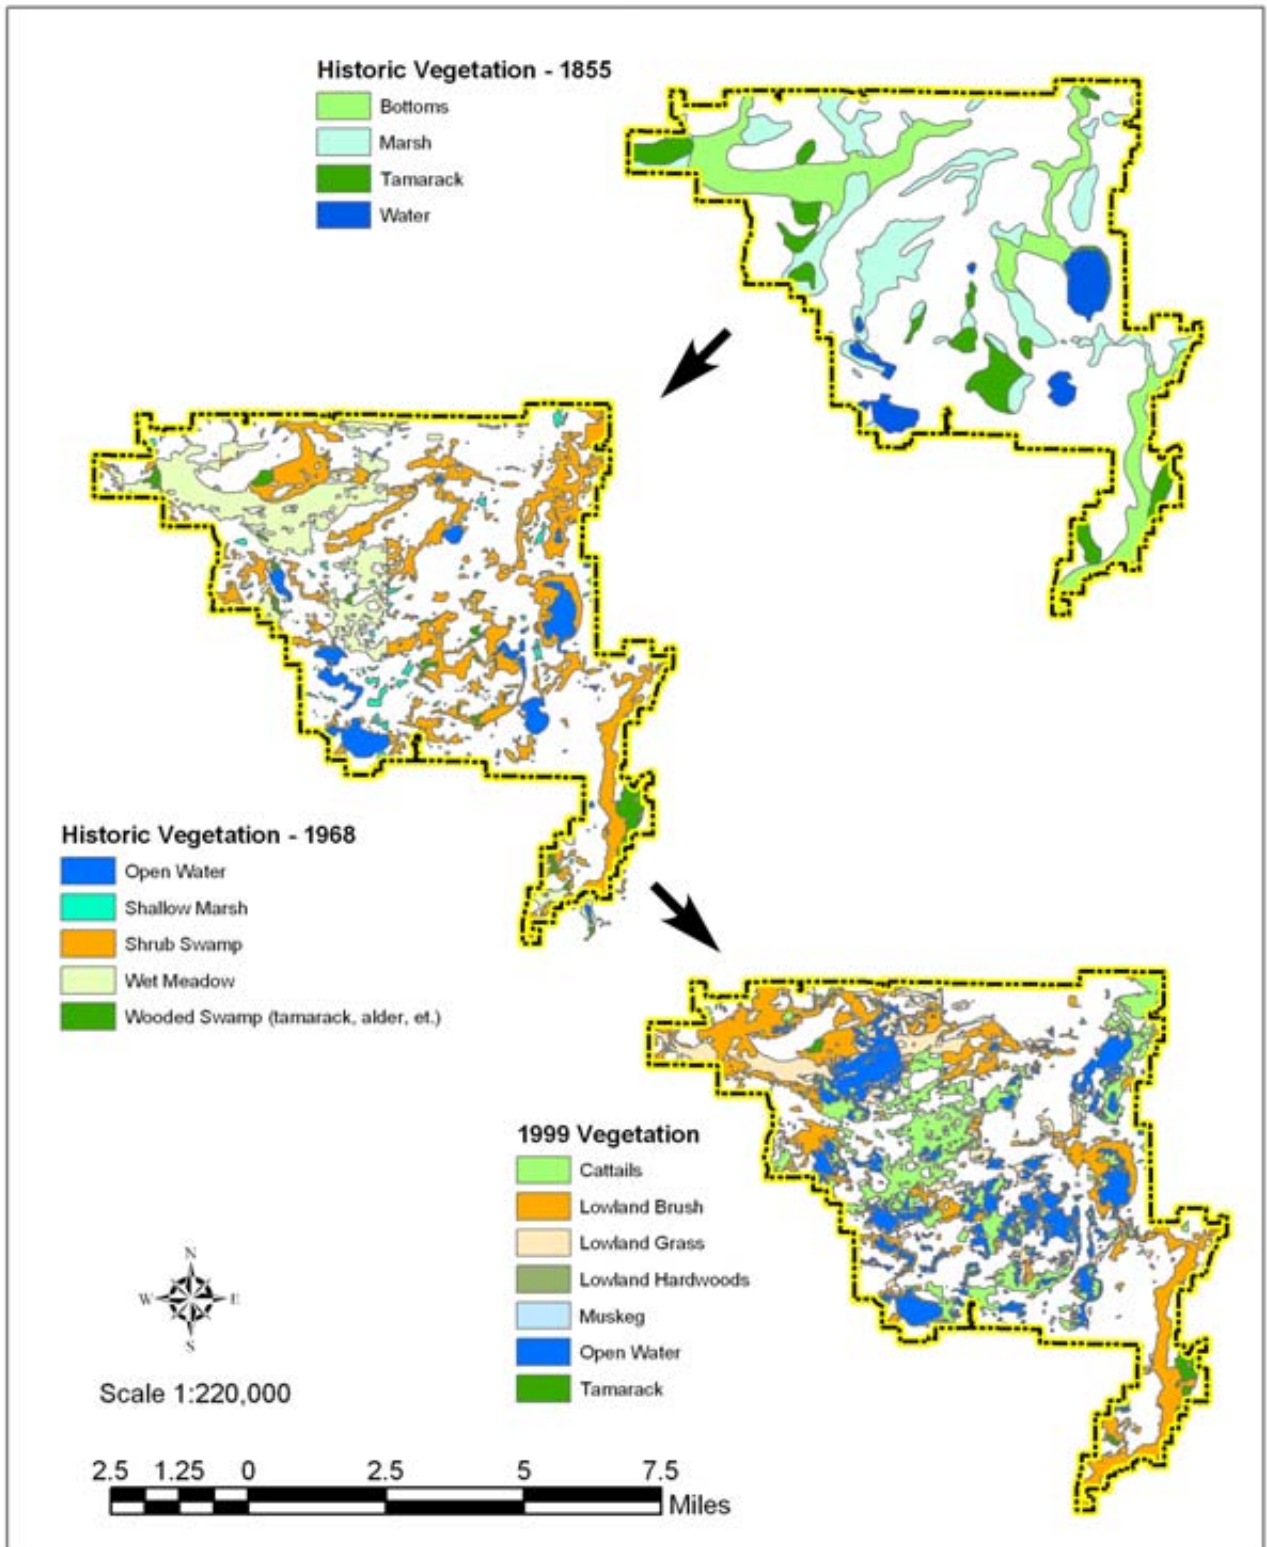 Historic Vegetation - 1855
Bottoms
Marsh
Tamarack
Water
Historic Vegetation - 1968
Open Water
Shallow Marsh
Shrub Swamp
Wet Meadow
Wooded Swamp (tamarack, alder, et.)
1999 Vegetation
Cattails
Lowland Brush
Lowland Grass
Lowland Hardwoods
Muskeg
Open Water
Tamarack
N
W E
S
Scale 1:220,000
2.5 1.25 0 2.5 5 7.5
Miles